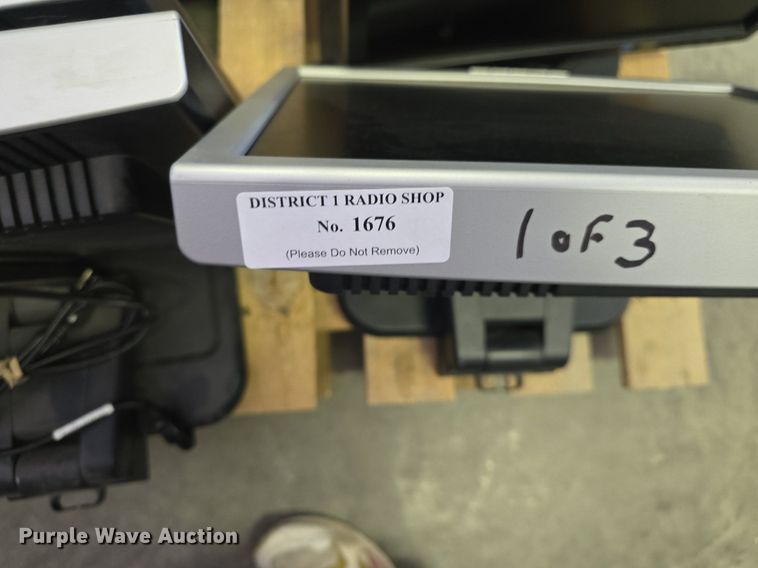 DISTRICT 1 RADIO SHOP
No. 1676
(Please Do Not Remove)
1 of 3
Purple Wave Auction